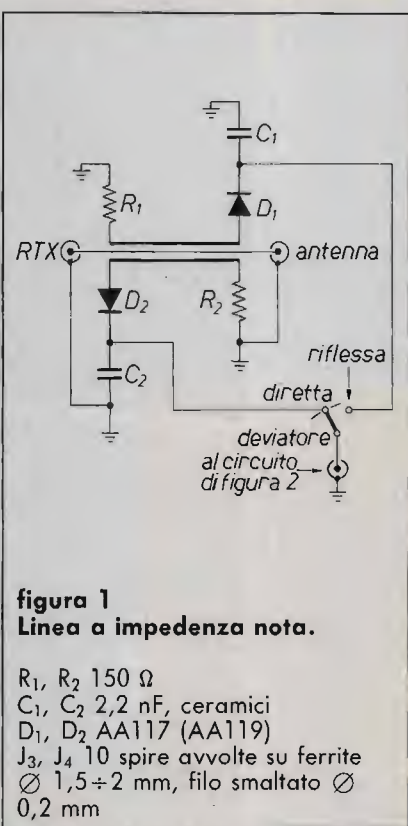 C₁
R₁
D₁
RTX
antenna
D₂
R₂
riflessa
C₂
diretta
deviatore
al circuito
di figura 2
figura 1
Linea a impedenza nota.
R₁, R₂ 150 Ω
C₁, C₂ 2,2 nF, ceramici
D₁, D₂ AA117 (AA119)
J₃, J₄ 10 spire avvolte su ferrite
∅ 1,5÷2 mm, filo smaltato ∅
0,2 mm